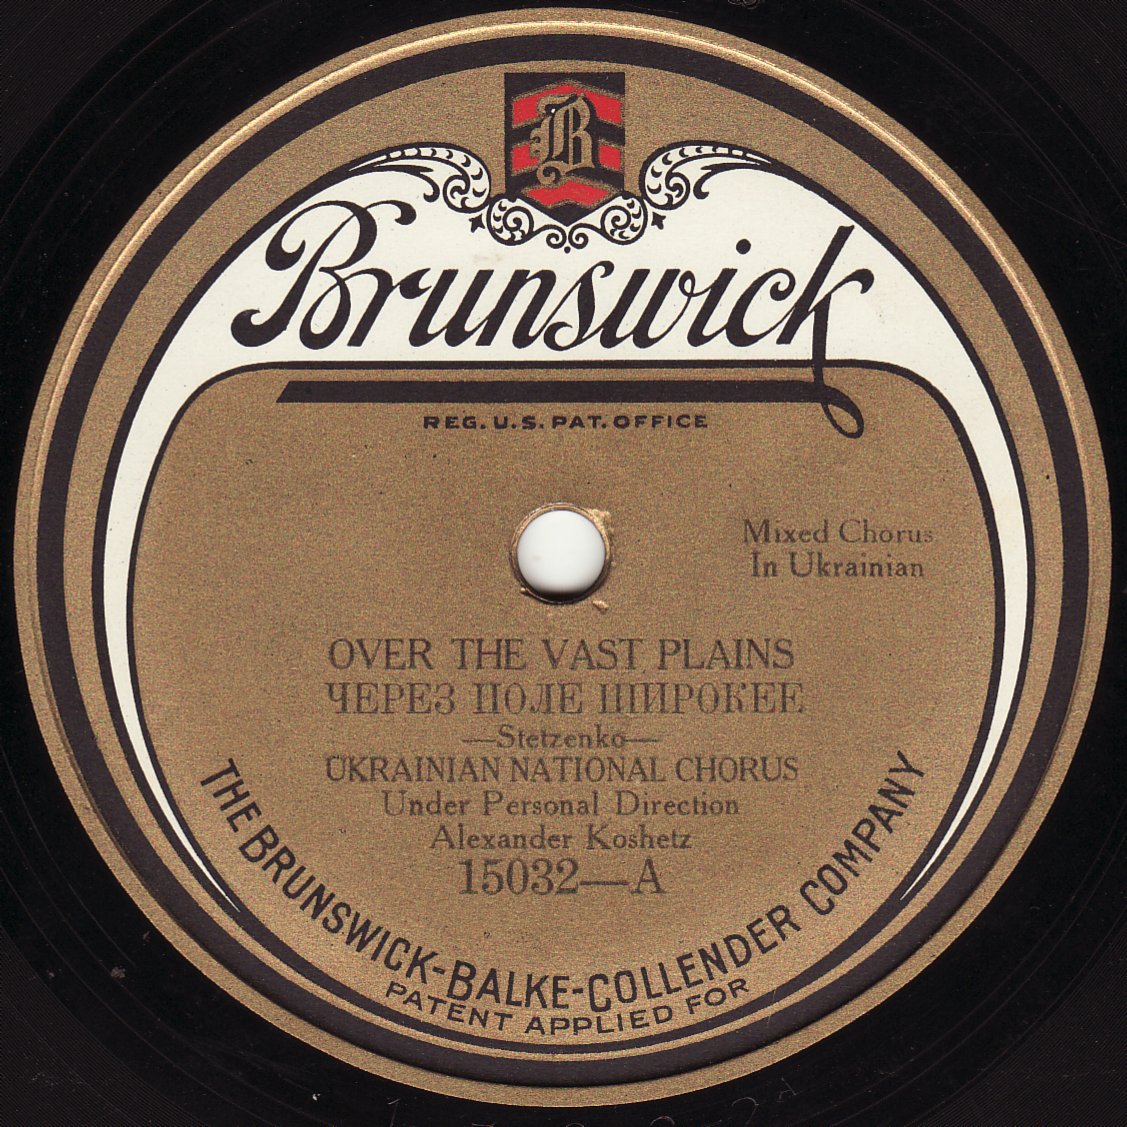 B
Brunswick
REG. U.S. PAT. OFFICE
Mixed Chorus
In Ukrainian
OVER THE VAST PLAINS
ЧЕРЕЗ ПОЛЕ ШИРОКЕЕ
—Stetzenko—
UKRAINIAN NATIONAL CHORUS
Under Personal Direction
Alexander Koshetz
15032—A
THE BRUNSWICK-BALKE-COLLENDER COMPANY
PATENT APPLIED FOR